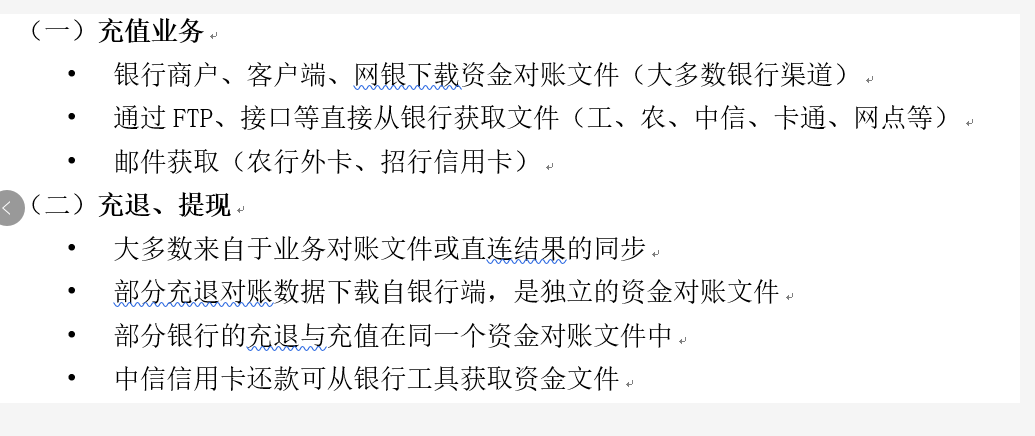 （一）充值业务
• 银行商户、客户端、网银下载资金对账文件（大多数银行渠道）
• 通过 FTP、接口等直接从银行获取文件（工、农、中信、卡通、网点等）
• 邮件获取（农行外卡、招行信用卡）
（二）充退、提现
• 大多数来自于业务对账文件或直连结果的同步
• 部分充退对账数据下载自银行端，是独立的资金对账文件
• 部分银行的充退与充值在同一个资金对账文件中
• 中信信用卡还款可从银行工具获取资金文件